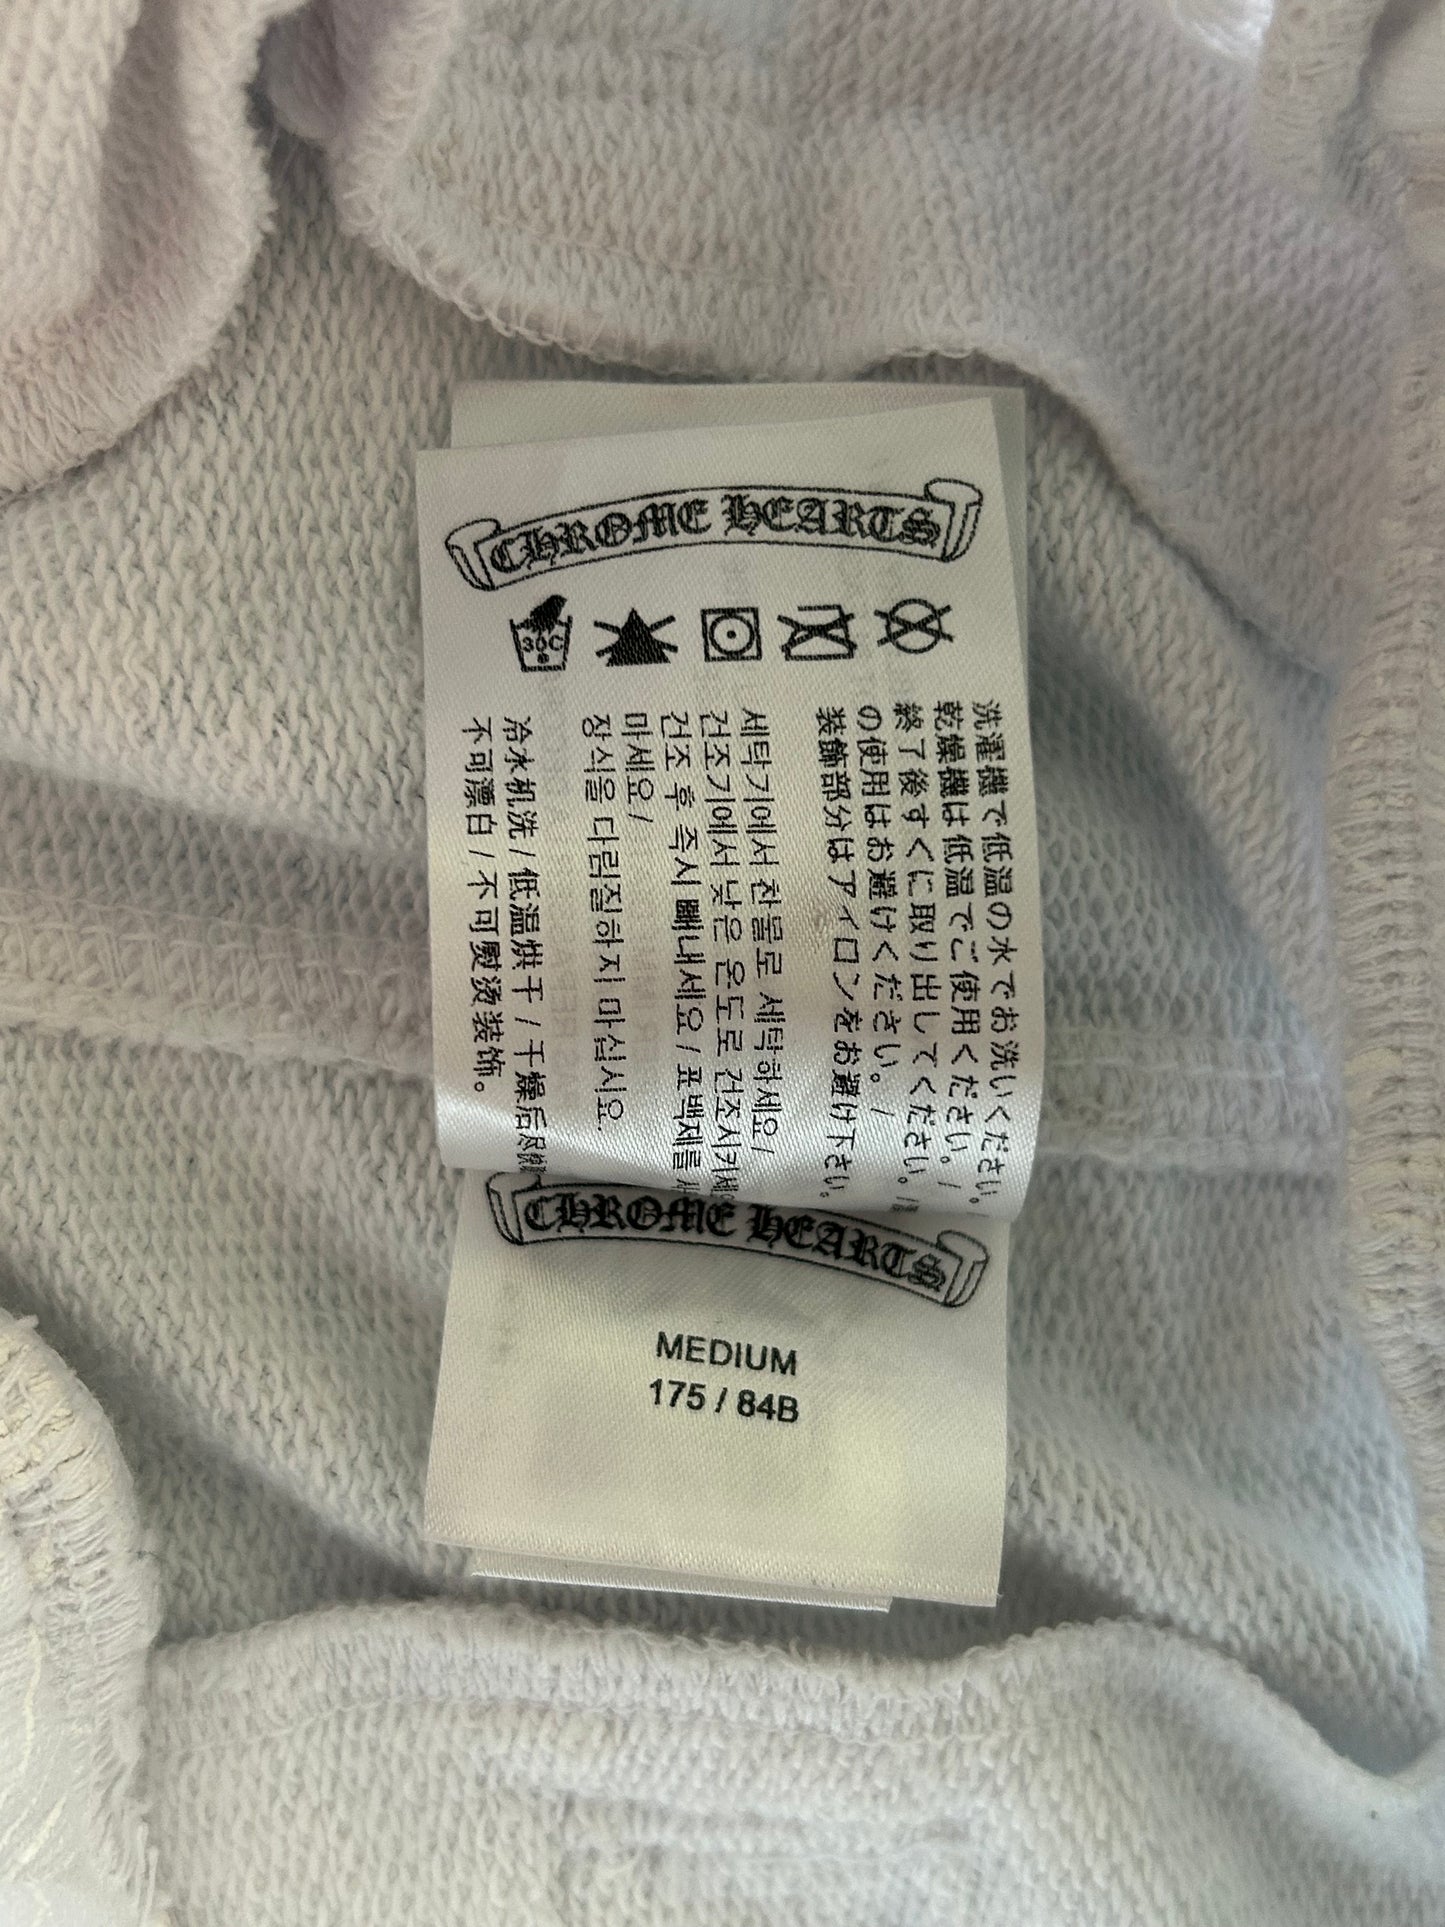 CHROME HEARTS
30C
洗濯機で低温の水でお洗いください。
乾燥機は低温でご使用ください。/
終了後すぐに取り出してください。/
の使用はお避けください。/
装飾部分はアイロンをお避け下さい。
세탁기에서 찬물로 세탁하세요/
건조기에서 낮은 온도로 건조시키세
건조 후 즉시 빼내세요 / 표백제를
마세요/
장식을 다림질하지 마십시요.
冷水机洗 / 低温烘干 / 干燥后尽快
不可漂白 / 不可熨烫装饰。
CHROME HEARTS
MEDIUM
175 / 84B